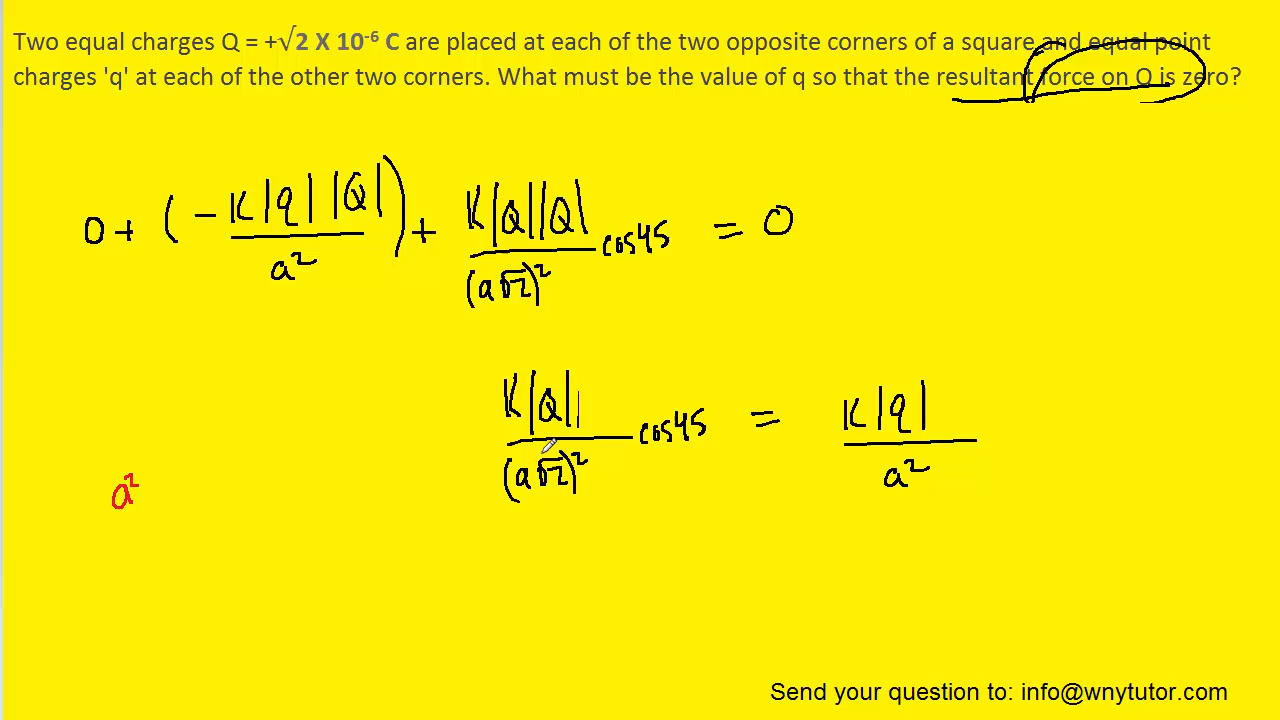 Two equal charges Q = +√2 X 10⁻⁶ C are placed at each of the two opposite corners of a square and equal point
charges 'q' at each of the other two corners. What must be the value of q so that the resultant force on Q is zero?
0 + (- K|q||Q| / a²) + K|Q||Q| / (a√2)² cos45 = 0
K|Q| / (a√2)² cos45 = K|q| / a²
a²
Send your question to: info@wnytutor.com